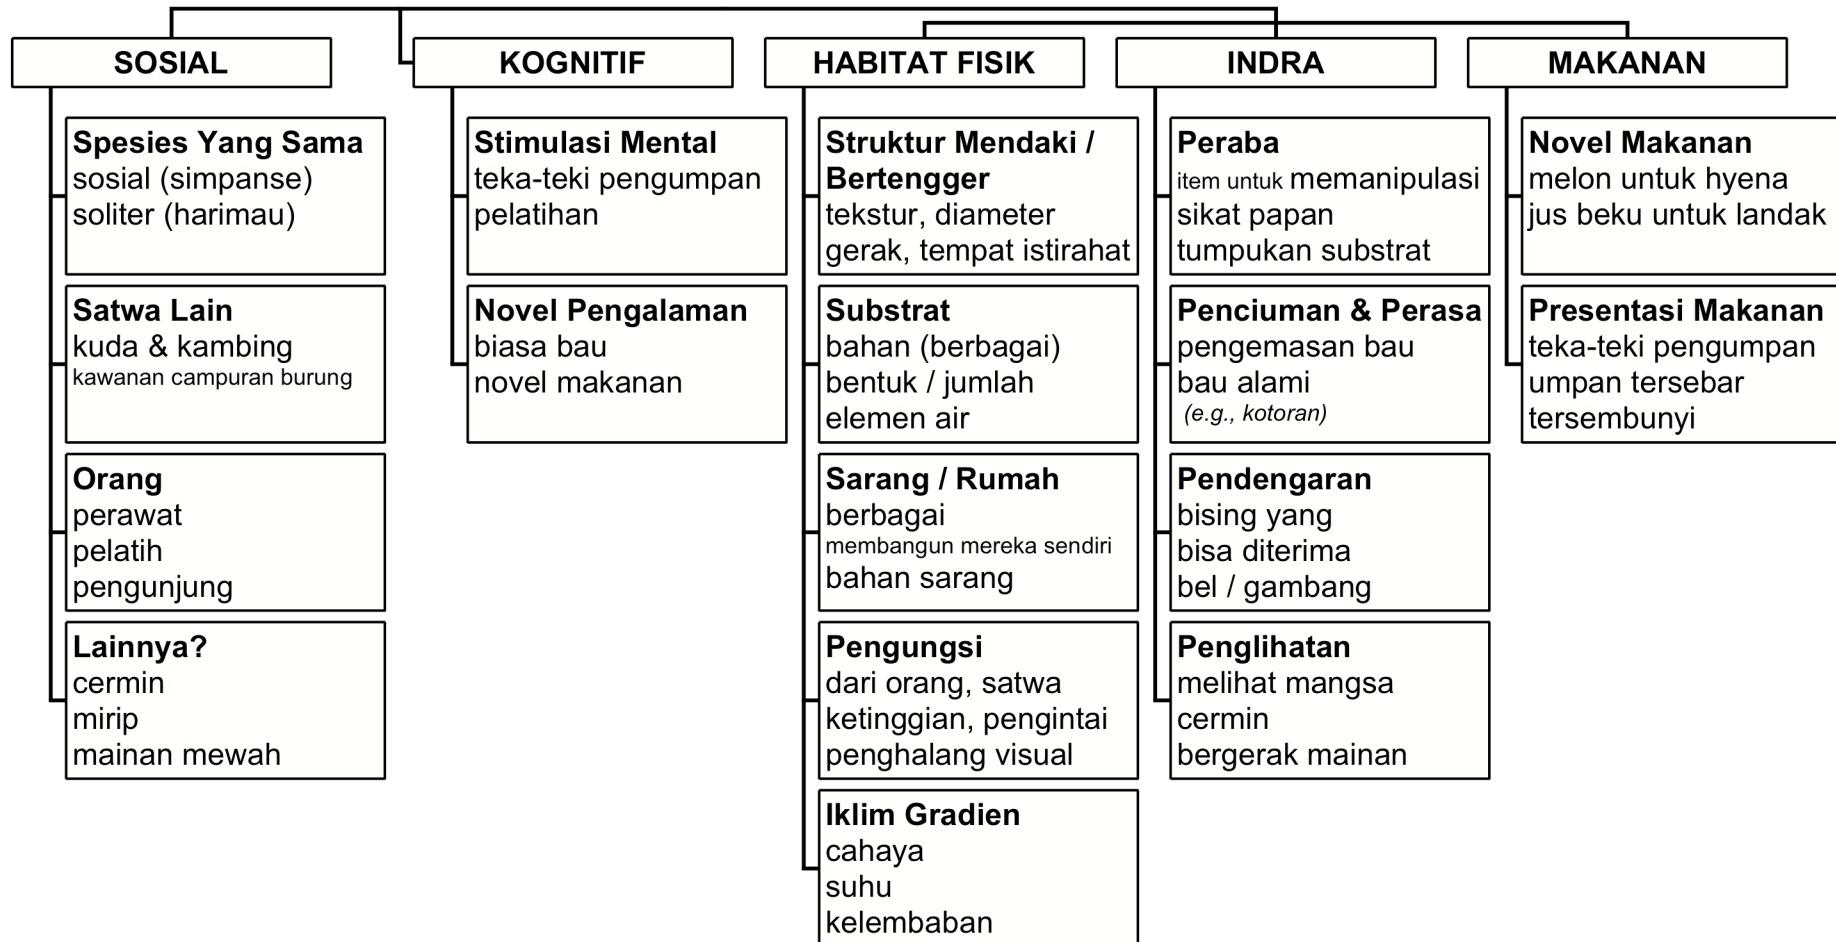 SOSIAL
Spesies Yang Sama
sosial (simpanse)
soliter (harimau)
Satwa Lain
kuda & kambing
kawanan campuran burung
Orang
perawat
pelatih
pengunjung
Lainnya?
cermin
mirip
mainan mewah
KOGNITIF
Stimulasi Mental
teka-teki pengumpan
pelatihan
Novel Pengalaman
biasa bau
novel makanan
HABITAT FISIK
Struktur Mendaki /
Bertengger
tekstur, diameter
gerak, tempat istirahat
Substrat
bahan (berbagai)
bentuk / jumlah
elemen air
Sarang / Rumah
berbagai
membangun mereka sendiri
bahan sarang
Pengungsi
dari orang, satwa
ketinggian, pengintai
penghalang visual
Iklim Gradien
cahaya
suhu
kelembaban
INDRA
Peraba
item untuk memanipulasi
sikat papan
tumpukan substrat
Penciuman & Perasa
pengemasan bau
bau alami
(e.g., kotoran)
Pendengaran
bising yang
bisa diterima
bel / gambang
Penglihatan
melihat mangsa
cermin
bergerak mainan
MAKANAN
Novel Makanan
melon untuk hyena
jus beku untuk landak
Presentasi Makanan
teka-teki pengumpan
umpan tersebar
tersembunyi